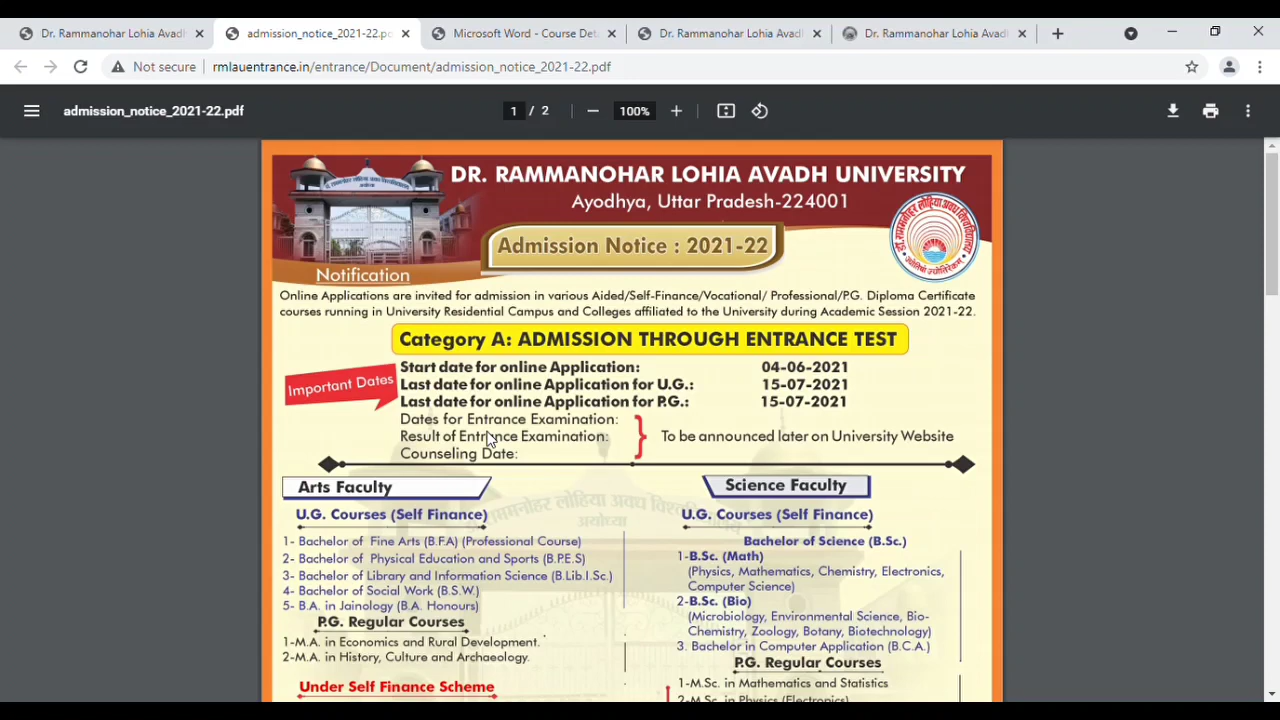 Dr. Rammanohar Lohia Avadh
admission_notice_2021-22.p
Microsoft Word - Course Det
Dr. Rammanohar Lohia Avad
Dr. Rammanohar Lohia Avad
Not secure
rmlauentrance.in/entrance/Document/admission_notice_2021-22.pdf
admission_notice_2021-22.pdf
1 / 2
100%
DR. RAMMANOHAR LOHIA AVADH UNIVERSITY
Ayodhya, Uttar Pradesh-224001
Admission Notice : 2021-22
Notification
Online Applications are invited for admission in various Aided/Self-Finance/Vocational/ Professional/P.G. Diploma Certificate
courses running in University Residential Campus and Colleges affiliated to the University during Academic Session 2021-22.
Category A: ADMISSION THROUGH ENTRANCE TEST
Important Dates
Start date for online Application: 04-06-2021
Last date for online Application for U.G.: 15-07-2021
Last date for online Application for P.G.: 15-07-2021
Dates for Entrance Examination:
Result of Entrance Examination:
Counseling Date:
To be announced later on University Website
Arts Faculty
U.G. Courses (Self Finance)
1- Bachelor of Fine Arts (B.F.A) (Professional Course)
2- Bachelor of Physical Education and Sports (B.P.E.S)
3- Bachelor of Library and Information Science (B.Lib.I.Sc.)
4- Bachelor of Social Work (B.S.W.)
5- B.A. in Jainology (B.A. Honours)
P.G. Regular Courses
1-M.A. in Economics and Rural Development.
2-M.A. in History, Culture and Archaeology.
Under Self Finance Scheme
Science Faculty
U.G. Courses (Self Finance)
Bachelor of Science (B.Sc.)
1-B.Sc. (Math)
(Physics, Mathematics, Chemistry, Electronics,
Computer Science)
2-B.Sc. (Bio)
(Microbiology, Environmental Science, Bio-
Chemistry, Zoology, Botany, Biotechnology)
3. Bachelor in Computer Application (B.C.A.)
P.G. Regular Courses
1-M.Sc. in Mathematics and Statistics
2-M.Sc. in Physics (Electronics)